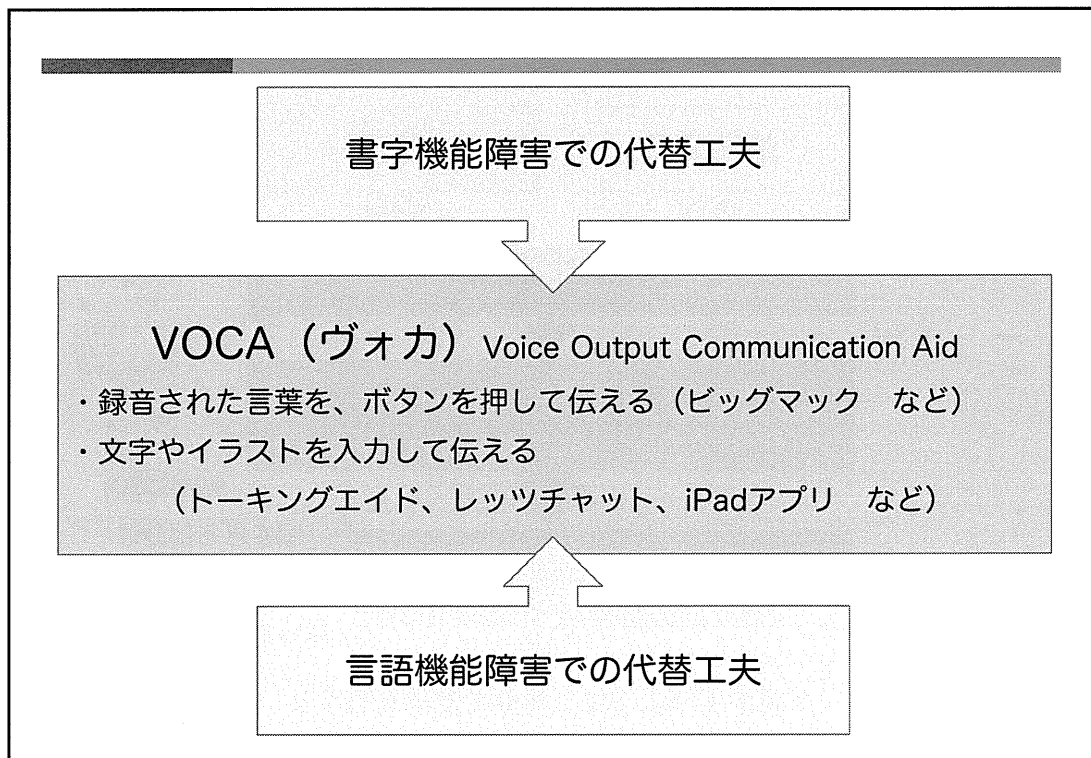 書字機能障害での代替工夫
VOCA（ヴォカ）Voice Output Communication Aid
・録音された言葉を、ボタンを押して伝える（ビッグマック　など）
・文字やイラストを入力して伝える
（トーキングエイド、レッツチャット、iPadアプリ　など）
言語機能障害での代替工夫